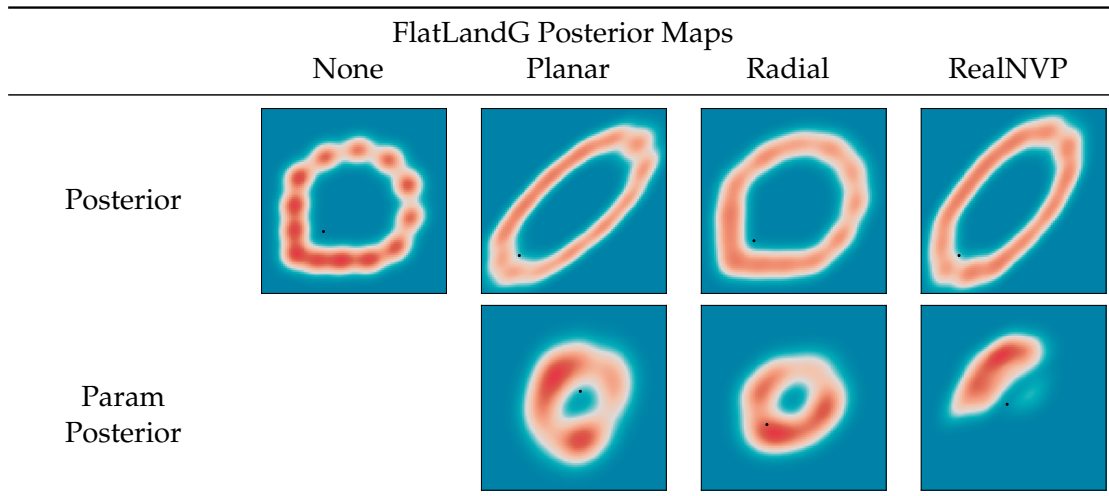 FlatLandG Posterior Maps
None Planar Radial RealNVP
Posterior
Param
Posterior